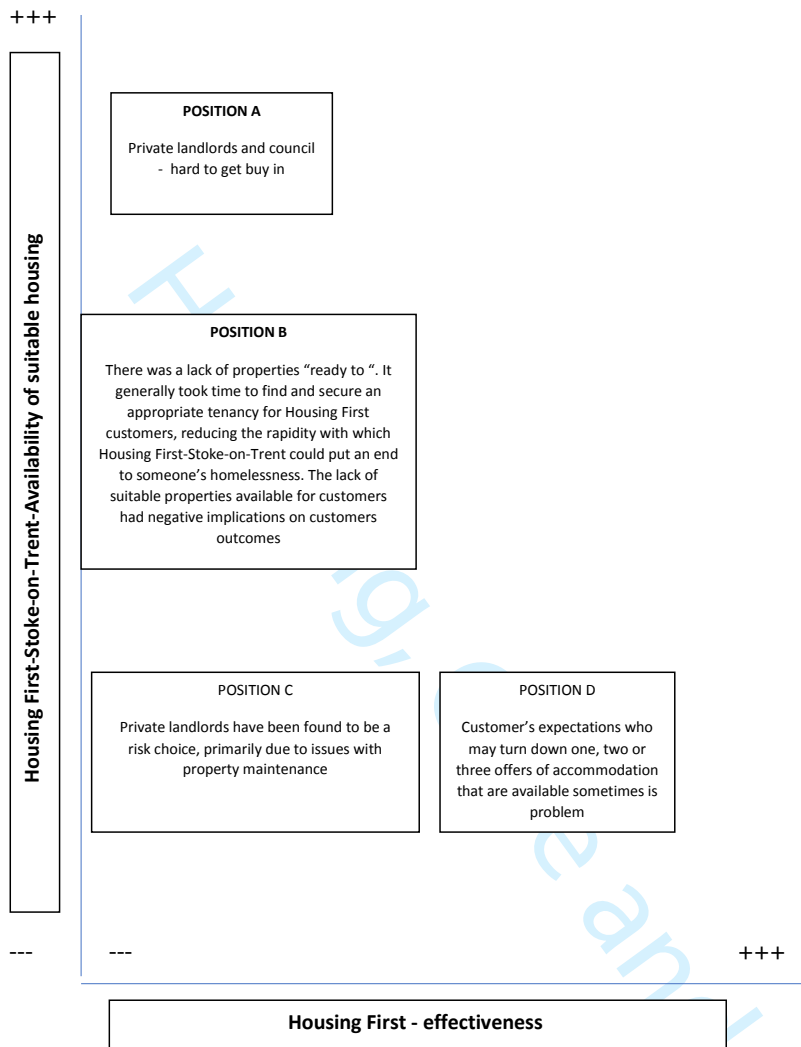 +++
Housing First-Stoke-on-Trent-Availability of suitable housing
POSITION A
Private landlords and council
- hard to get buy in
POSITION B
There was a lack of properties “ready to “. It
generally took time to find and secure an
appropriate tenancy for Housing First
customers, reducing the rapidity with which
Housing First-Stoke-on-Trent could put an end
to someone’s homelessness. The lack of
suitable properties available for customers
had negative implications on customers
outcomes
POSITION C
Private landlords have been found to be a
risk choice, primarily due to issues with
property maintenance
POSITION D
Customer’s expectations who
may turn down one, two or
three offers of accommodation
that are available sometimes is
problem
---
---
+++
Housing First - effectiveness